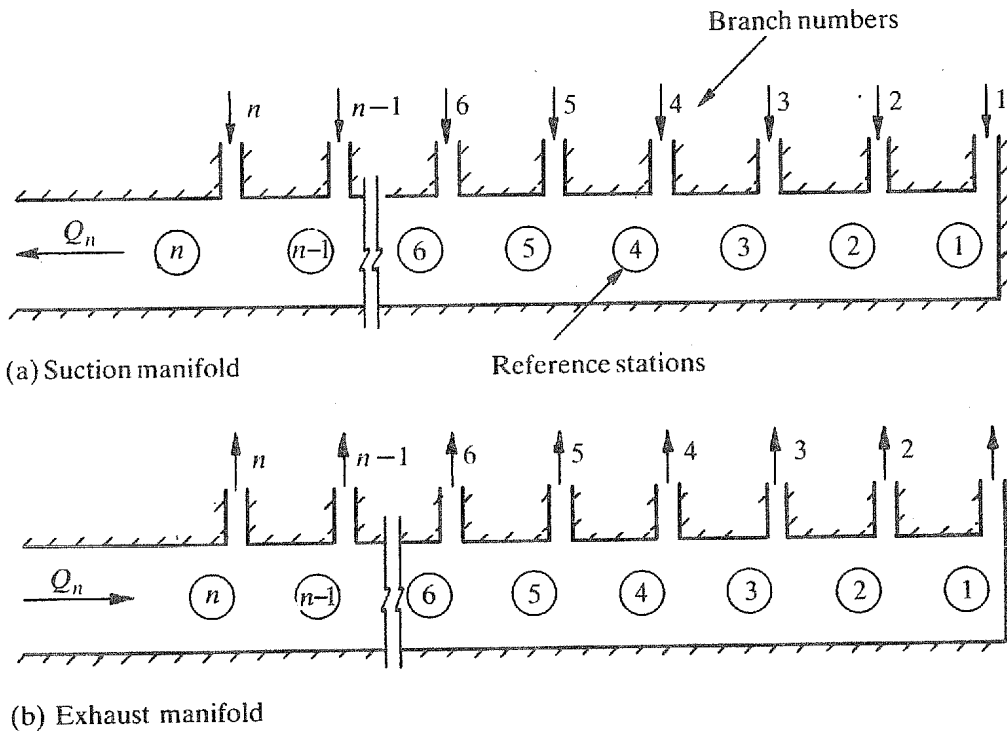 Branch numbers
n n−1 6 5 4 3 2 1
Q_n
n n−1 6 5 4 3 2 1
(a) Suction manifold
Reference stations
n n−1 6 5 4 3 2
Q_n
n n−1 6 5 4 3 2 1
(b) Exhaust manifold